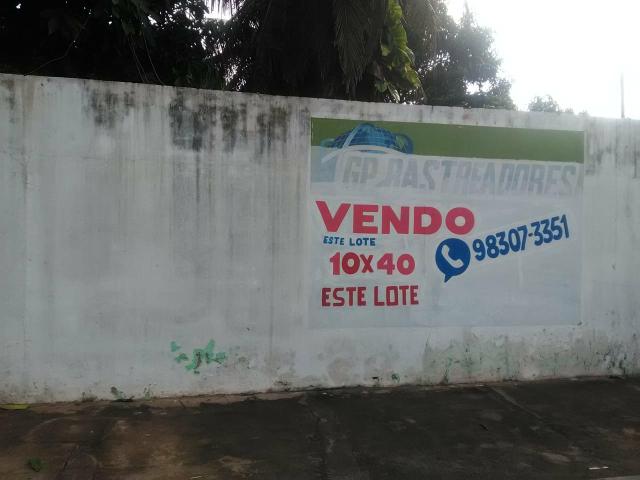 GP RASTREADORES
VENDO
ESTE LOTE
10X40
98307-3351
ESTE LOTE